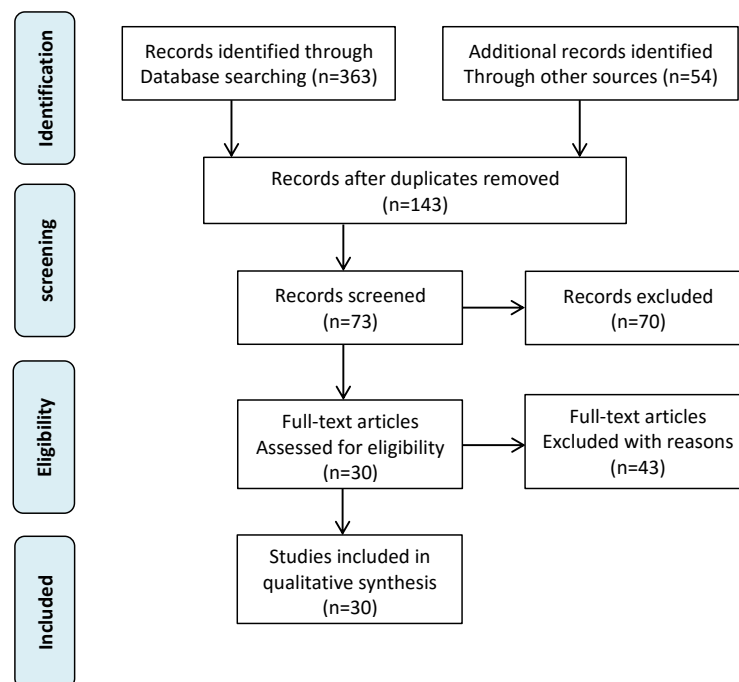 Identification
Records identified through
Database searching (n=363)
Additional records identified
Through other sources (n=54)
Records after duplicates removed
(n=143)
screening
Records screened
(n=73)
Records excluded
(n=70)
Eligibility
Full-text articles
Assessed for eligibility
(n=30)
Full-text articles
Excluded with reasons
(n=43)
Included
Studies included in
qualitative synthesis
(n=30)